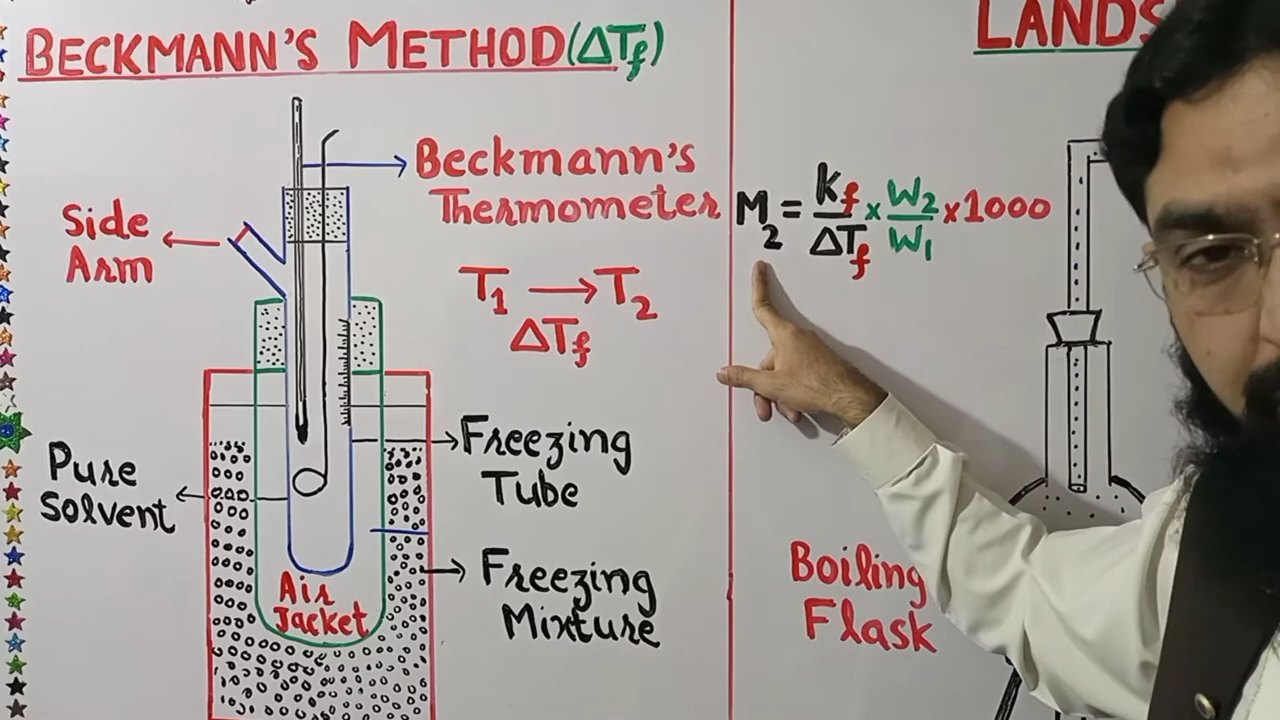 BECKMANN'S METHOD(ΔTf)
LANDS
Beckmann's
Thermometer
Side
Arm
M2 = kf/ΔTf x W2/W1 x 1000
T1 → T2
ΔTf
Pure
Solvent
Freezing
Tube
Air
Jacket
Freezing
Mixture
Boiling
Flask